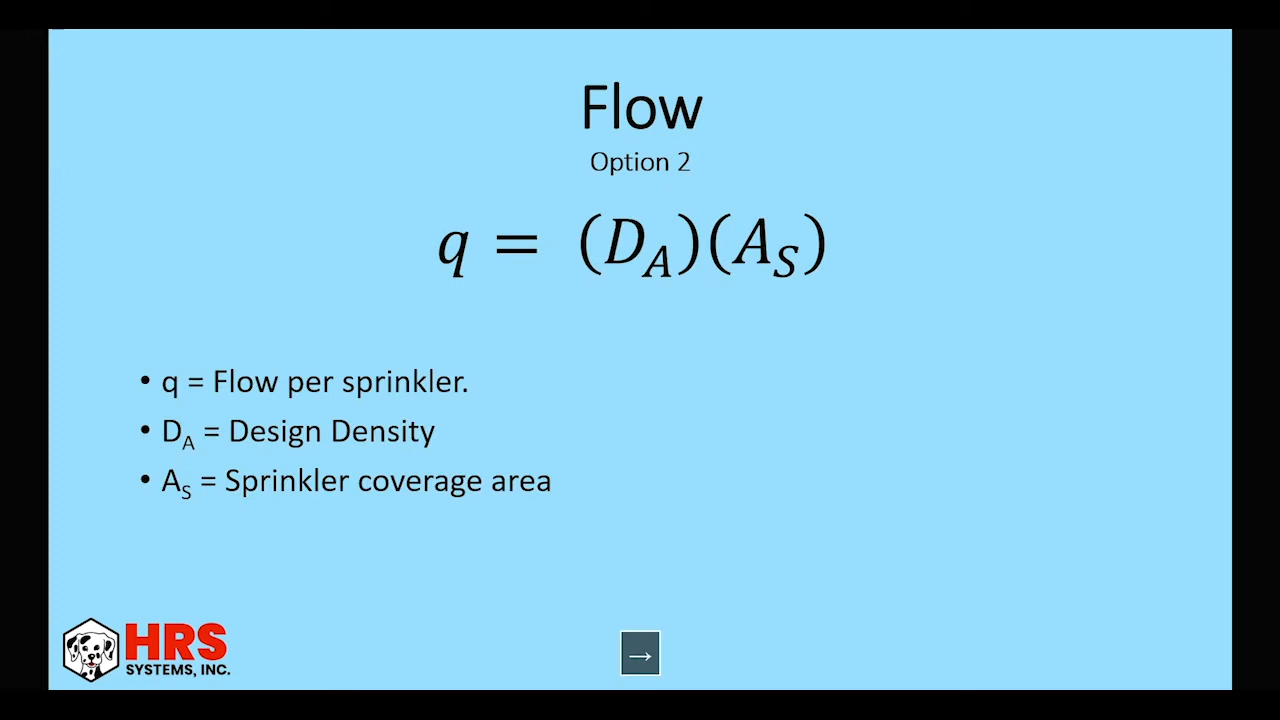 Flow
Option 2
q = (D_A)(A_S)
• q = Flow per sprinkler.
• D_A = Design Density
• A_S = Sprinkler coverage area
HRS
SYSTEMS, INC.
→